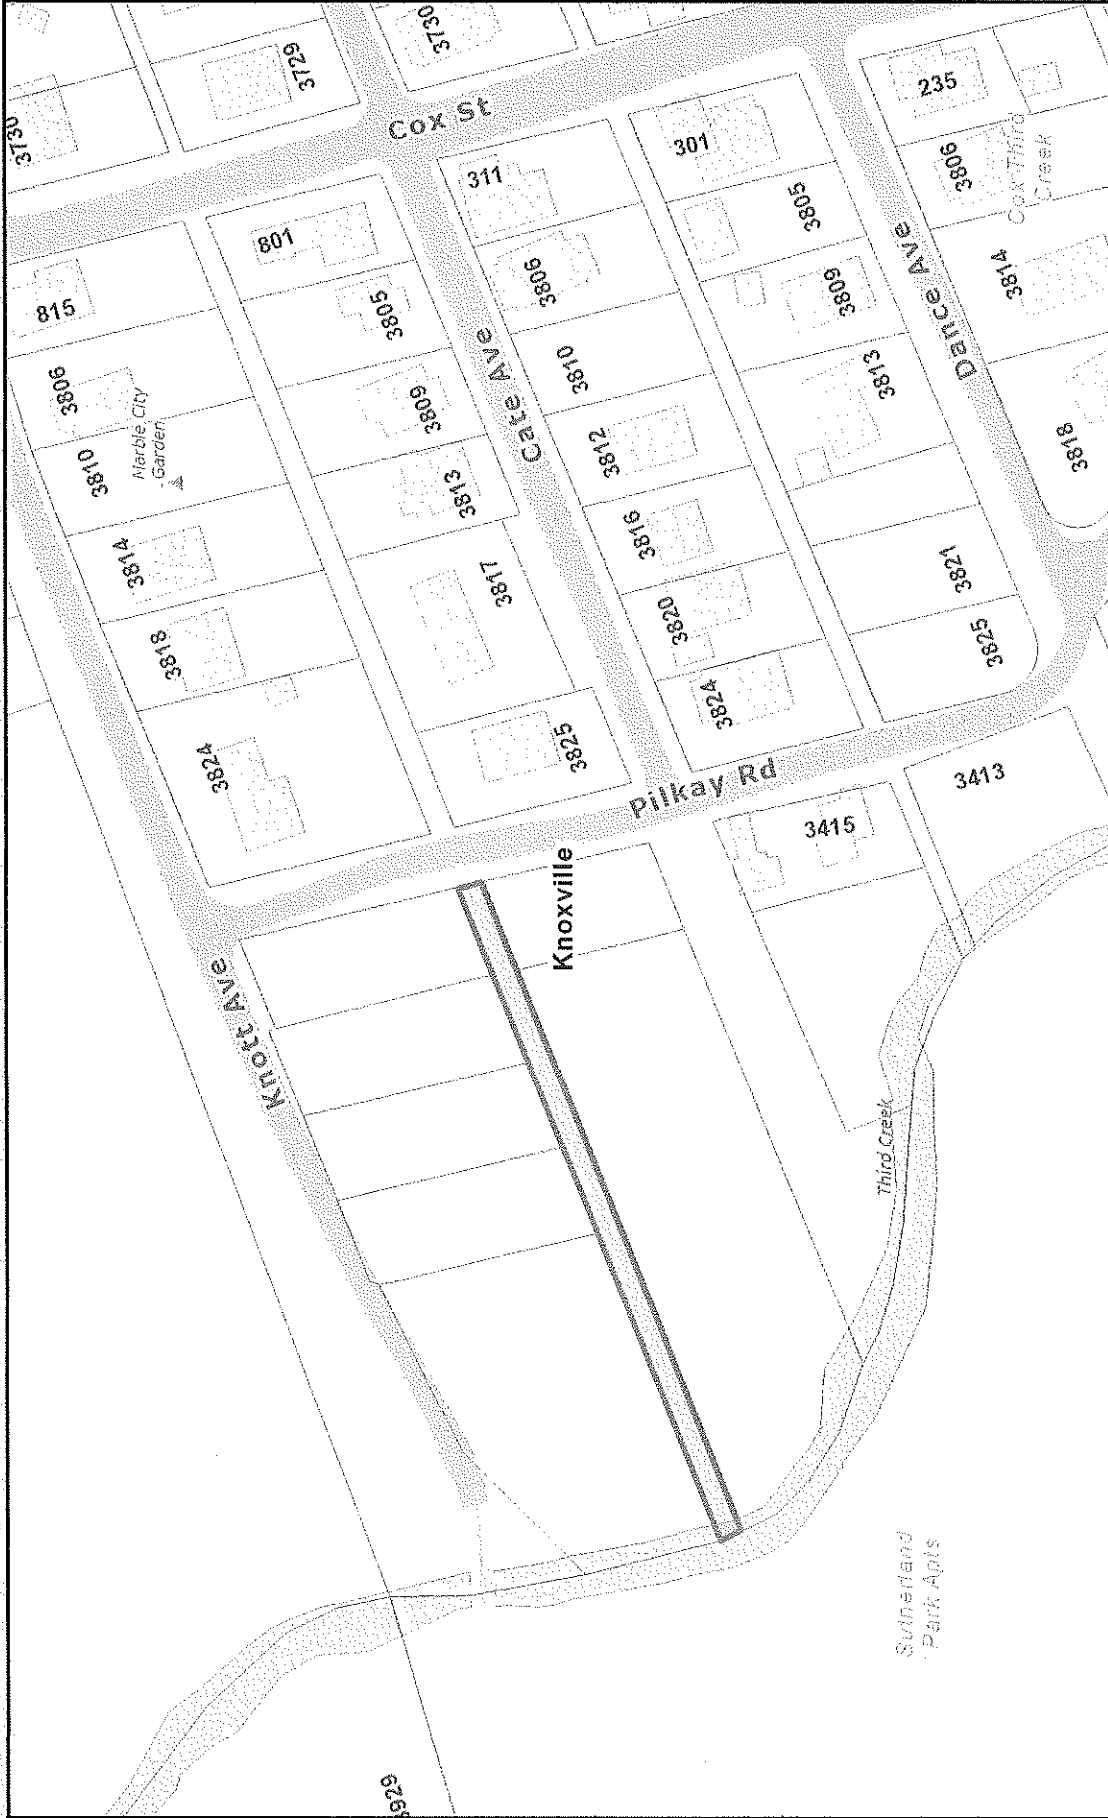 3730
3729
3730
Cox St
235
3806
Cox-Third
Creek
301
311
801
815
3805
3814
3806
3809
3805
Dance Ave
3806
Marble City
Garden
3810
Cate Ave
3810
3809
3813
3812
3818
3813
3814
3816
3817
3821
3820
3825
3818
3824
3824
3825
Pilkay Rd
3413
3415
Knoxville
Knott Ave
Third Creek
Sutherland
Park Apts
3929